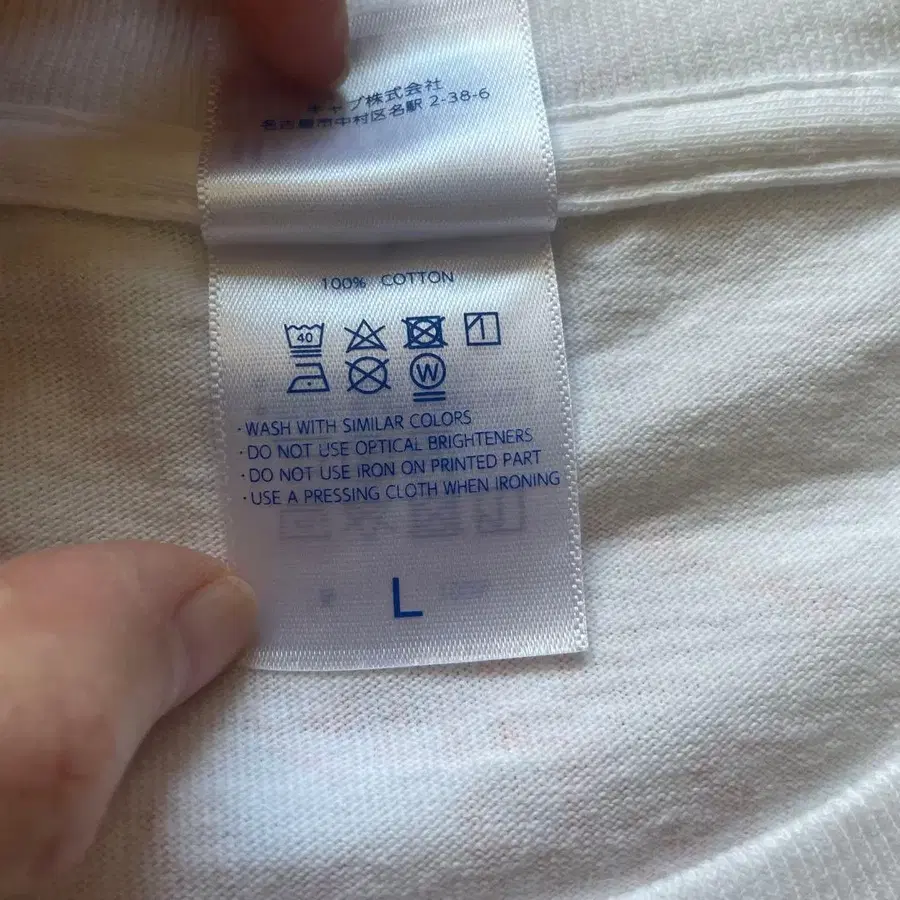 キャブ株式会社
名古屋市中村区名駅 2-38-6
100% COTTON
40
W
・WASH WITH SIMILAR COLORS
・DO NOT USE OPTICAL BRIGHTENERS
・DO NOT USE IRON ON PRINTED PART
・USE A PRESSING CLOTH WHEN IRONING
L